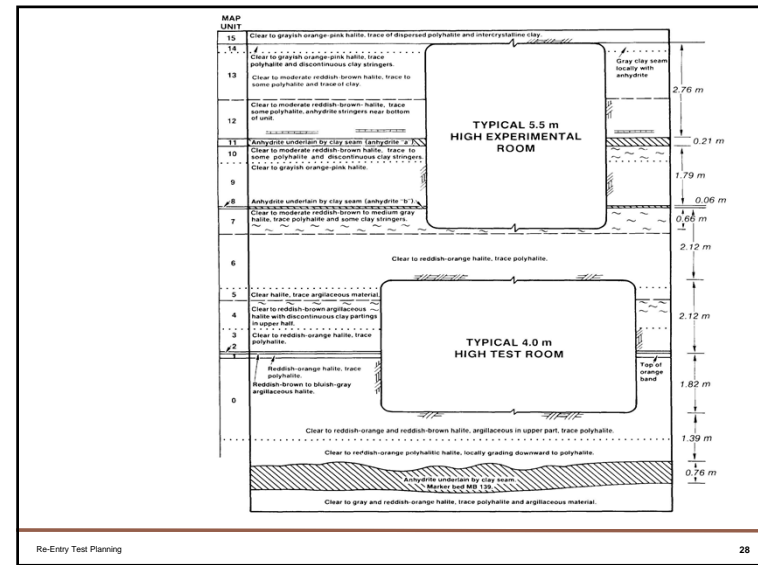 MAP
UNIT
15
Clear to grayish orange-pink halite, trace of dispersed polyhalite and intercrystalline clay.
14
Clear to grayish orange-pink halite, trace
polyhalite and discontinuous clay stringers.
Gray clay seam
locally with
anhydrite
13
Clear to moderate reddish-brown halite, trace to
some polyhalite and trace of clay.
2.76 m
12
Clear to moderate reddish-brown- halite, trace
some polyhalite, anhydrite stringers near bottom
of unit.
TYPICAL 5.5 m
HIGH EXPERIMENTAL
ROOM
11
Anhydrite underlain by clay seam (anhydrite "a").
0.21 m
10
Clear to moderate reddish-brown halite, trace to
some polyhalite and discontinuous clay stringers.
9
Clear to grayish orange-pink halite.
1.79 m
8
Anhydrite underlain by clay seam (anhydrite "b").
0.06 m
7
Clear to moderate reddish-brown to medium gray
halite, trace polyhalite and some clay stringers.
0.66 m
2.12 m
6
Clear to reddish-orange halite, trace polyhalite.
5
Clear halite, trace argillaceous material.
4
Clear to reddish-brown argillaceous
halite with discontinuous clay partings
in upper half.
2.12 m
3
Clear to reddish-orange halite, trace
polyhalite.
2
TYPICAL 4.0 m
HIGH TEST ROOM
1
Reddish-orange halite, trace
polyhalite.
Reddish-brown to bluish-gray
argillaceous halite.
Top of
orange
band
1.82 m
0
Clear to reddish-orange and reddish-brown halite, argillaceous in upper part, trace polyhalite.
1.39 m
Clear to reddish-orange polyhalitic halite, locally grading downward to polyhalite.
Anhydrite underlain by clay seam.
Marker bed MB 139.
0.76 m
Clear to gray and reddish-orange halite, trace polyhalite and argillaceous material.
Re-Entry Test Planning
28